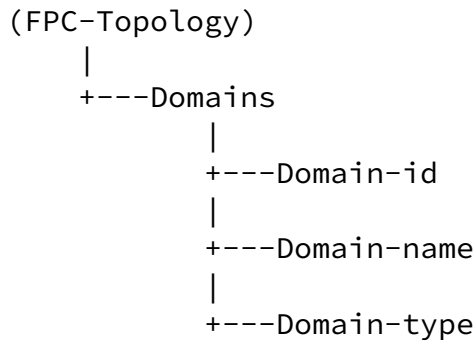 (FPC-Topology)
|
+---Domains
|
+---Domain-id
|
+---Domain-name
|
+---Domain-type